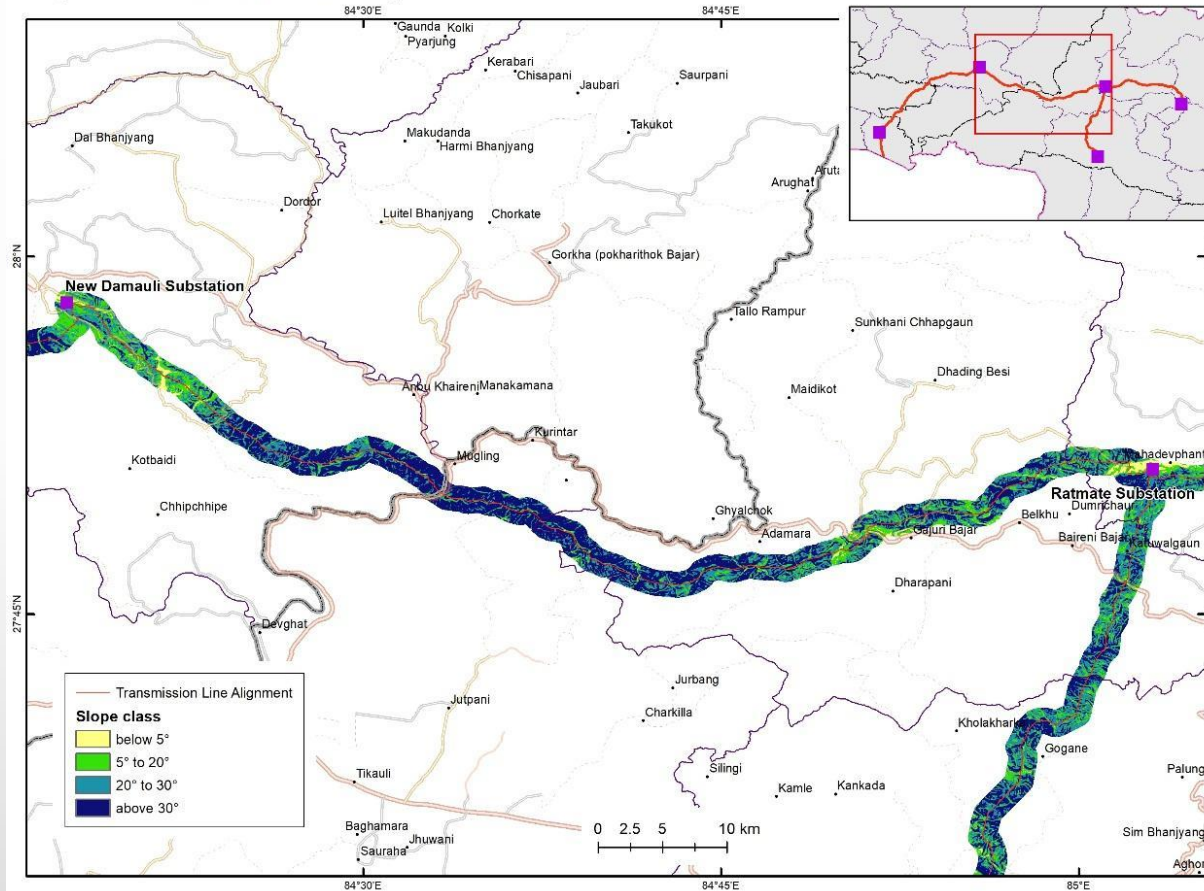 84°30'E
84°45'E
Gaunda
Kolki
Pyarjung
Kerabari
Chisapani
Jaubari
Saurpani
Dal Bhanjyang
Makudanda
Harmi Bhanjyang
Takukot
Arughat
Dordor
Luitel Bhanjyang
Chorkate
Gorkha (pokharithok Bajar)
28°N
28°N
New Damauli Substation
Tallo Rampur
Sunkhani Chhapgaun
Dhading Besi
Anbu Khaireni
Manakamana
Maidikot
Kurintar
Kotbaidi
Mugling
Ratmate Substation
Chhipchhipe
Ghyalchok
Belkhu
Dumrichaur
Adamara
Gajuri Bajar
Baireni Bajar
Dharapani
27°45'N
27°45'N
Devghat
Jurbang
Jutpani
Charkilla
Gogane
Silingi
Palung
Tikauli
Kamle
Kankada
Baghamara
Jhuwani
Sauraha
Sim Bhanjyang
Transmission Line Alignment
Slope class
below 5°
5° to 20°
20° to 30°
above 30°
0 2.5 5 10 km
84°30'E
84°45'E
85°E